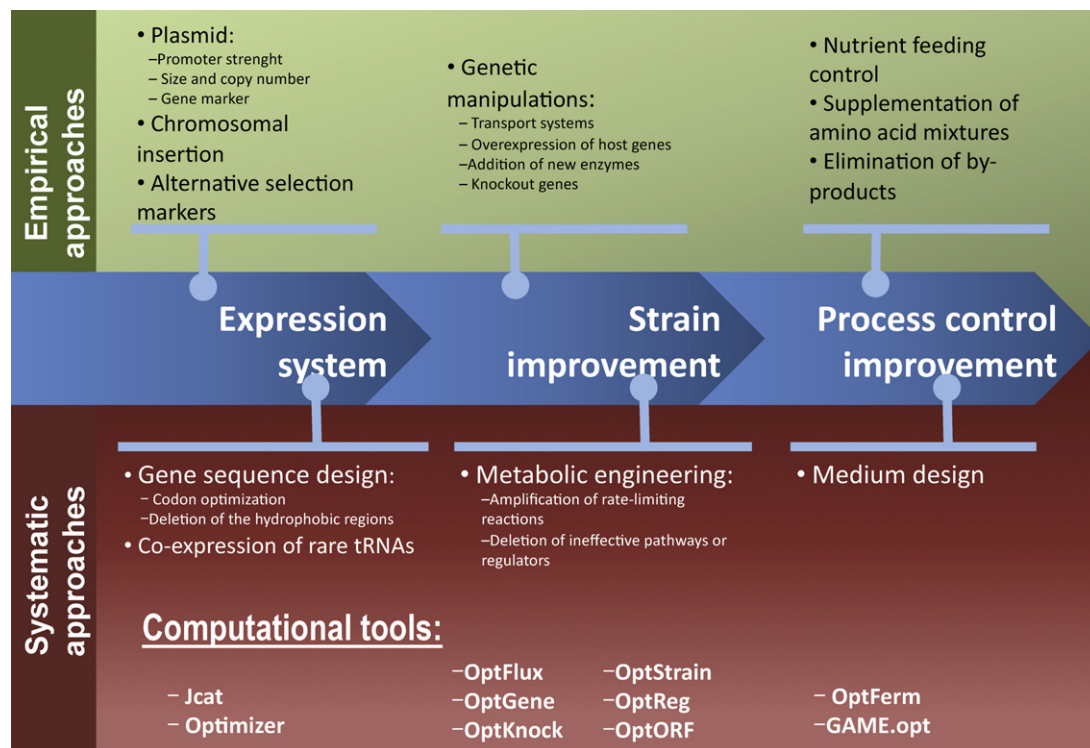 Empirical
approaches
• Plasmid:
–Promoter strenght
– Size and copy number
– Gene marker
• Chromosomal
insertion
• Alternative selection
markers
• Genetic
manipulations:
– Transport systems
– Overexpression of host genes
–Addition of new enzymes
– Knockout genes
• Nutrient feeding
control
• Supplementation of
amino acid mixtures
• Elimination of by-
products
Expression
system
Strain
improvement
Process control
improvement
Systematic
approaches
• Gene sequence design:
– Codon optimization
–Deletion of the hydrophobic regions
• Co-expression of rare tRNAs
• Metabolic engineering:
–Amplification of rate-limiting
reactions
–Deletion of ineffective pathways or
regulators
• Medium design
Computational tools:
– Jcat
– Optimizer
–OptFlux
–OptGene
–OptKnock
–OptStrain
–OptReg
–OptORF
– OptFerm
–GAME.opt